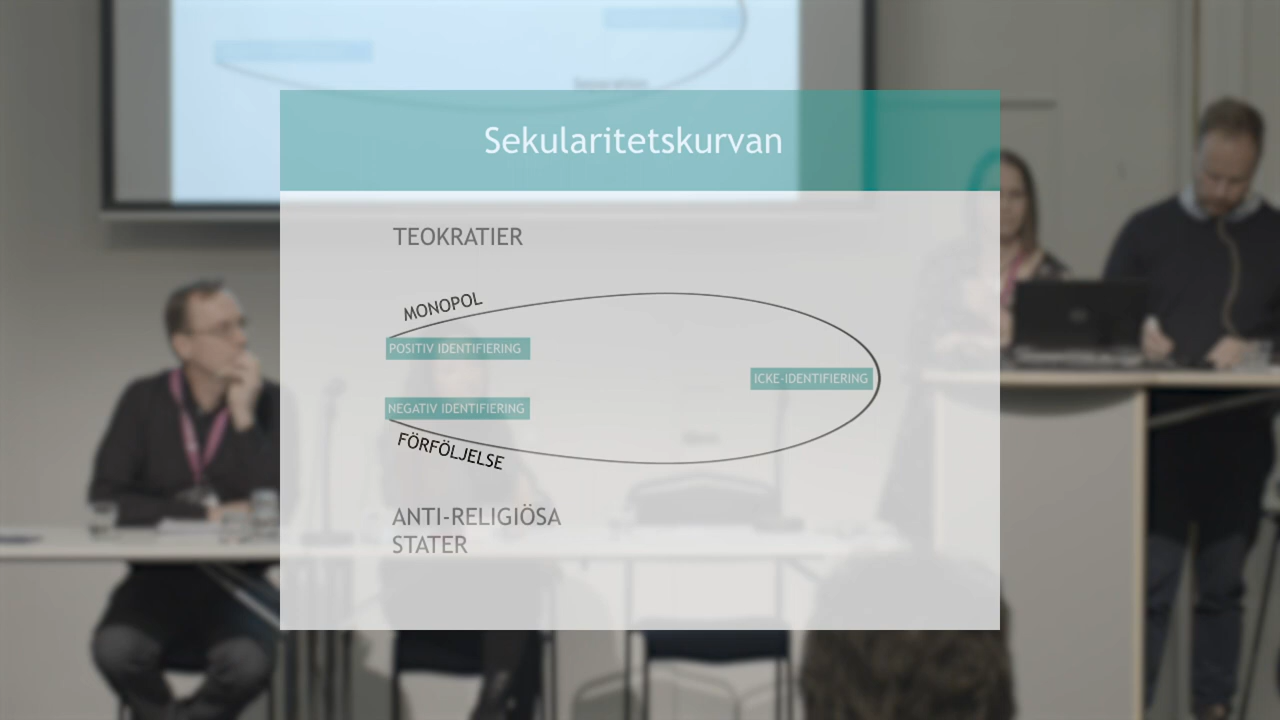 Sekularitetskurvan
TEOKRATIER
MONOPOL
POSITIV IDENTIFIERING
ICKE-IDENTIFIERING
NEGATIV IDENTIFIERING
FÖRFÖLJELSE
ANTI-RELIGIÖSA
STATER